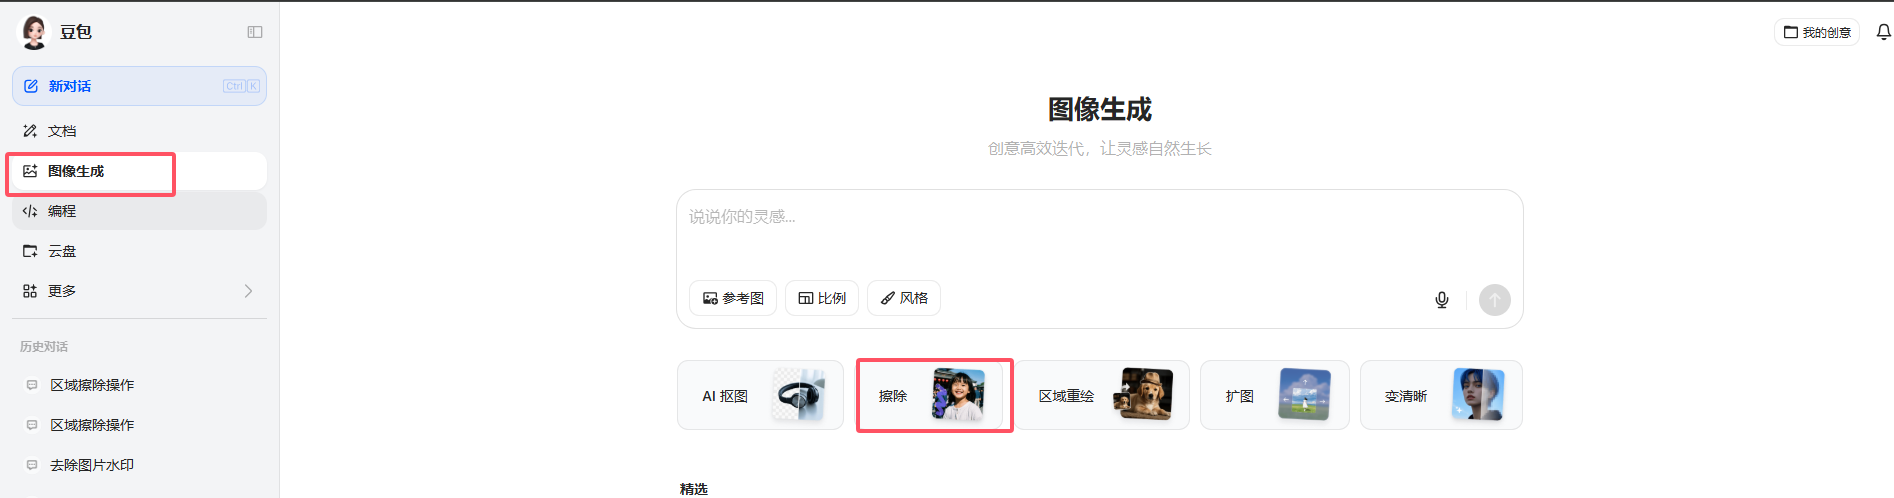 豆包
新对话 Ctrl K
文档
图像生成
编程
云盘
更多
历史对话
区域擦除操作
区域擦除操作
去除图片水印
我的创意
图像生成
创意高效迭代，让灵感自然生长
说说你的灵感...
参考图 比例 风格
AI 抠图 擦除 区域重绘 扩图 变清晰
精选